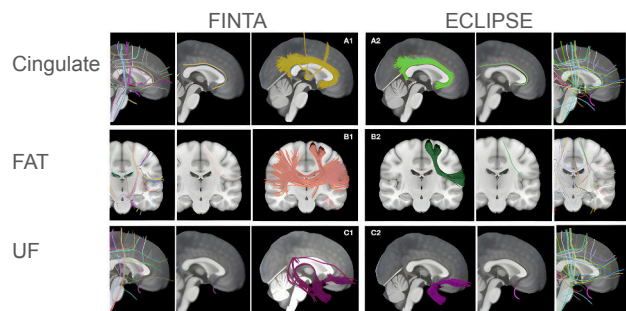 FINTA ECLIPSE
Cingulate A1 A2
FAT B1 B2
UF C1 C2